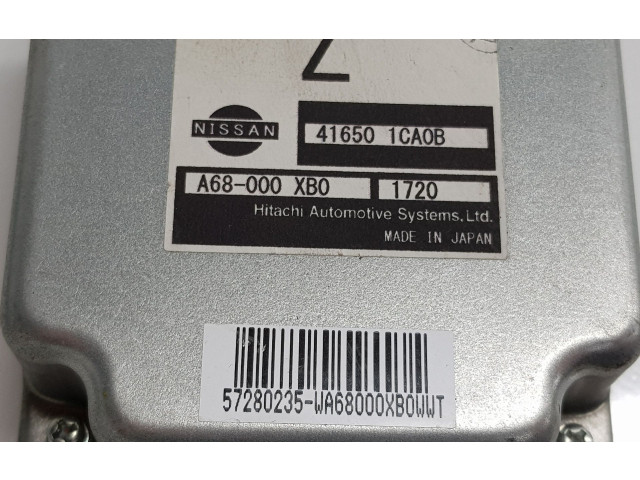 Z
NISSAN
41650 1CA0B
A68-000 XB0 1720
Hitachi Automotive Systems, Ltd.
MADE IN JAPAN
57280235-WA68000XB0WWT